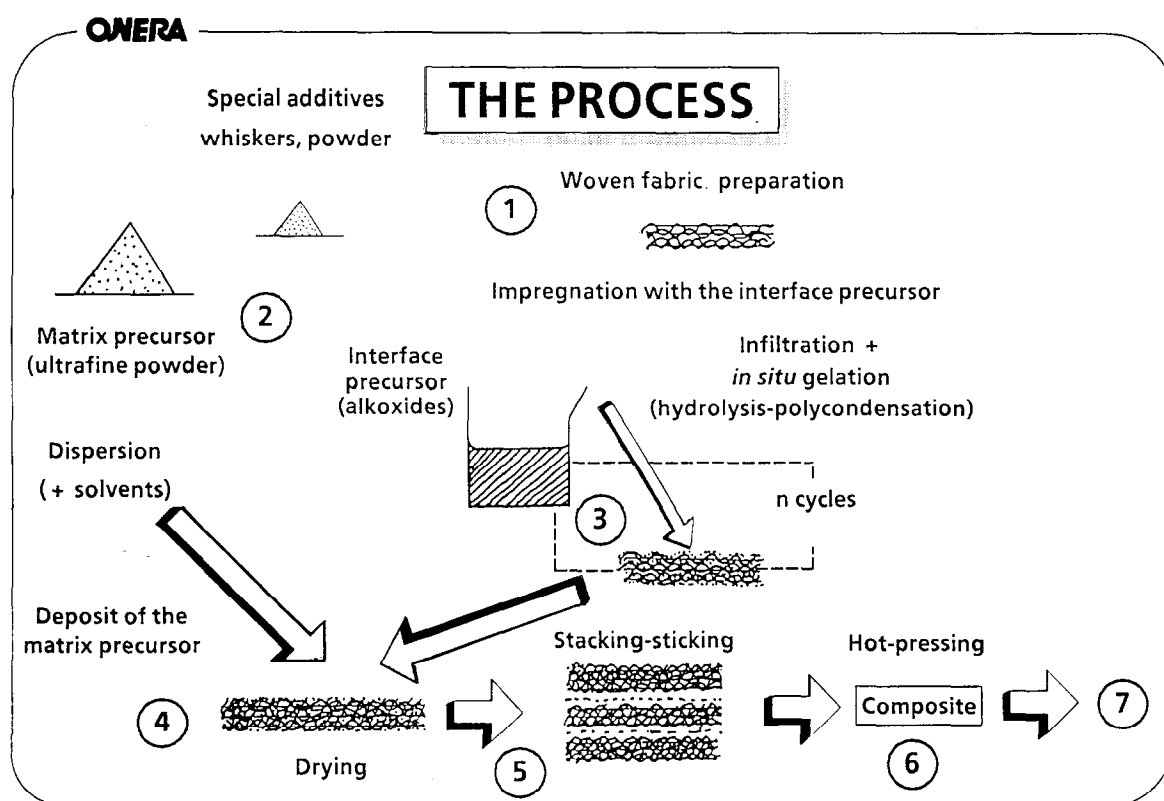 ONERA
THE PROCESS
Special additives
whiskers, powder
1
Woven fabric. preparation
Impregnation with the interface precursor
2
Matrix precursor
(ultrafine powder)
Interface
precursor
(alkoxides)
Infiltration +
in situ gelation
(hydrolysis-polycondensation)
Dispersion
(+ solvents)
3
n cycles
Deposit of the
matrix precursor
Stacking-sticking
Hot-pressing
4
Drying
5
Composite
6
7